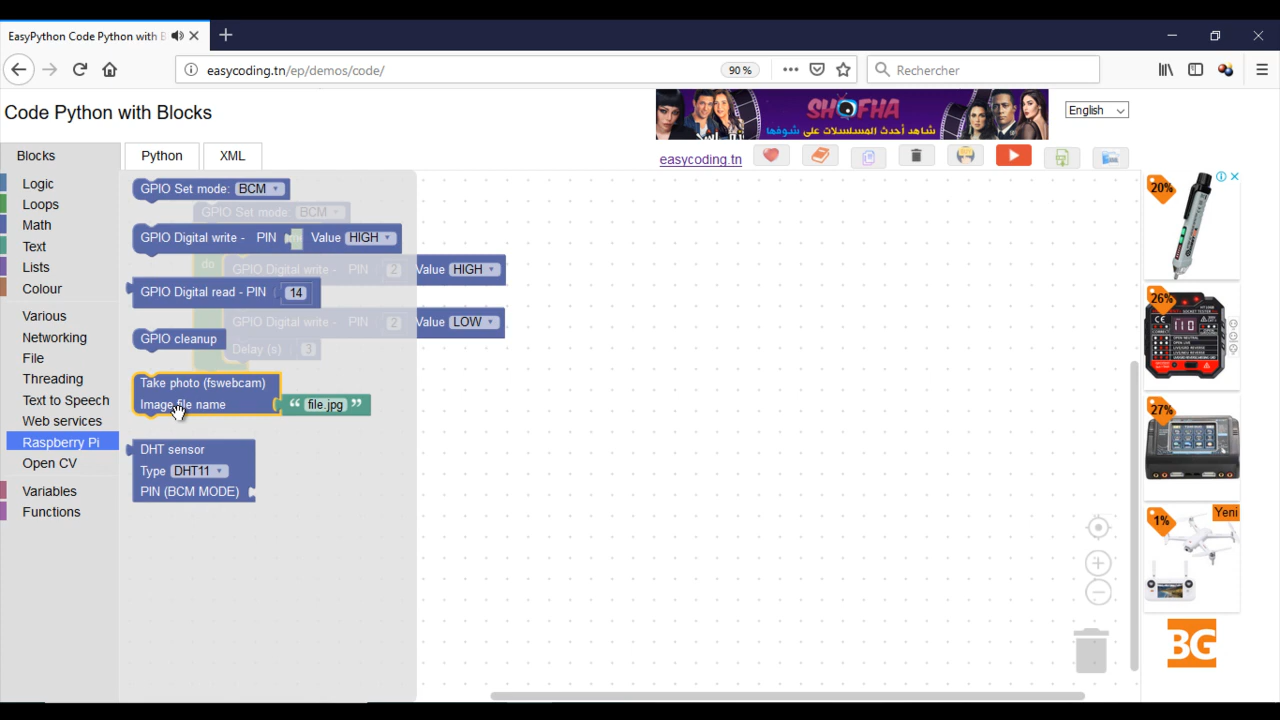 EasyPython Code Python with B
easycoding.tn/ep/demos/code/
90 %
Rechercher
Code Python with Blocks
SHOFHA
شاهد أحدث المسلسلات على شوفها
English
Blocks
Python
XML
easycoding.tn
Logic
Loops
Math
Text
Lists
Colour
Various
Networking
File
Threading
Text to Speech
Web services
Raspberry Pi
Open CV
Variables
Functions
GPIO Set mode: BCM
GPIO Set mode: BCM
GPIO Digital write - PIN Value HIGH
do GPIO Digital write - PIN 2 Value HIGH
GPIO Digital read - PIN 14
GPIO Digital write - PIN 2 Value LOW
GPIO cleanup
Delay (s) 3
Take photo (fswebcam)
Image file name “ file.jpg ”
DHT sensor
Type DHT11
PIN (BCM MODE)
20%
26%
110
27%
1%
Yeni
BG